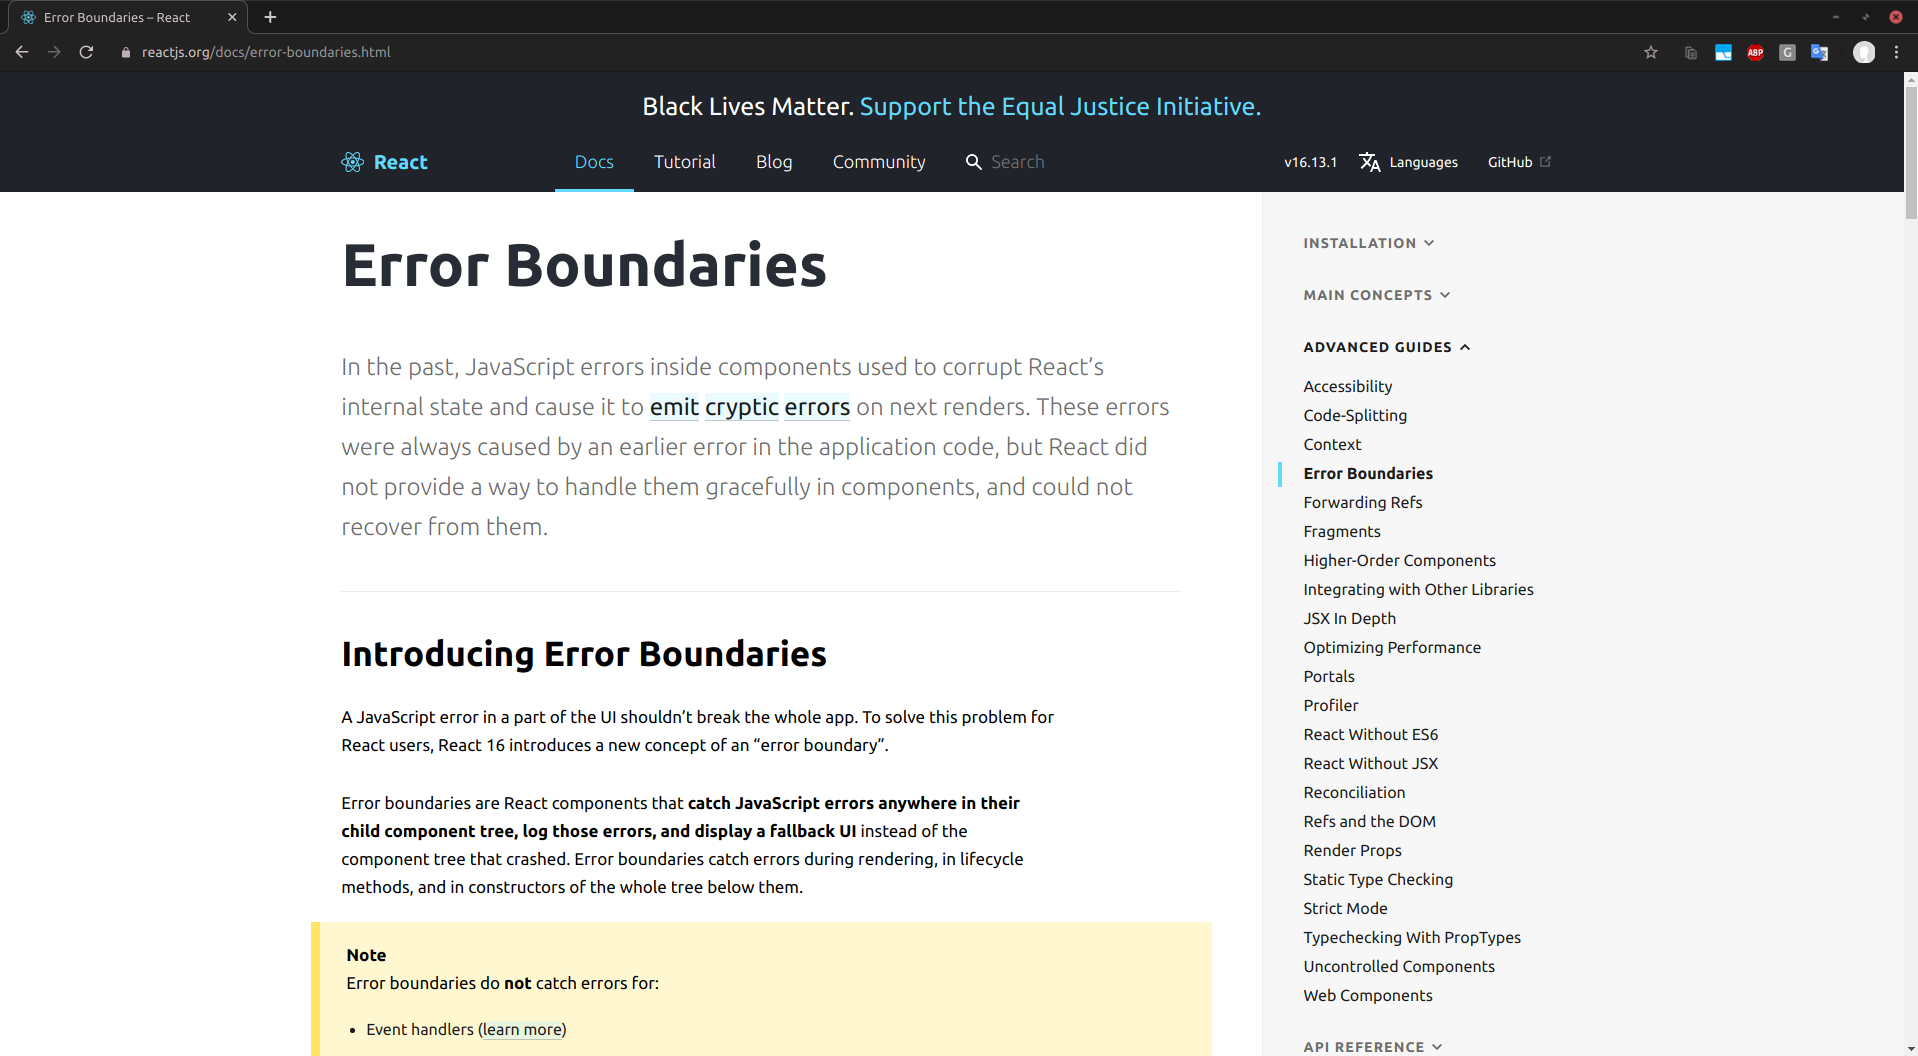 Error Boundaries – React
reactjs.org/docs/error-boundaries.html
ABP
G
G
Black Lives Matter. Support the Equal Justice Initiative.
React
Docs
Tutorial
Blog
Community
Search
v16.13.1
Languages
GitHub
Error Boundaries
In the past, JavaScript errors inside components used to corrupt React’s
internal state and cause it to emit cryptic errors on next renders. These errors
were always caused by an earlier error in the application code, but React did
not provide a way to handle them gracefully in components, and could not
recover from them.
Introducing Error Boundaries
A JavaScript error in a part of the UI shouldn’t break the whole app. To solve this problem for
React users, React 16 introduces a new concept of an “error boundary”.
Error boundaries are React components that catch JavaScript errors anywhere in their
child component tree, log those errors, and display a fallback UI instead of the
component tree that crashed. Error boundaries catch errors during rendering, in lifecycle
methods, and in constructors of the whole tree below them.
Note
Error boundaries do not catch errors for:
• Event handlers (learn more)
INSTALLATION
MAIN CONCEPTS
ADVANCED GUIDES
Accessibility
Code-Splitting
Context
Error Boundaries
Forwarding Refs
Fragments
Higher-Order Components
Integrating with Other Libraries
JSX In Depth
Optimizing Performance
Portals
Profiler
React Without ES6
React Without JSX
Reconciliation
Refs and the DOM
Render Props
Static Type Checking
Strict Mode
Typechecking With PropTypes
Uncontrolled Components
Web Components
API REFERENCE